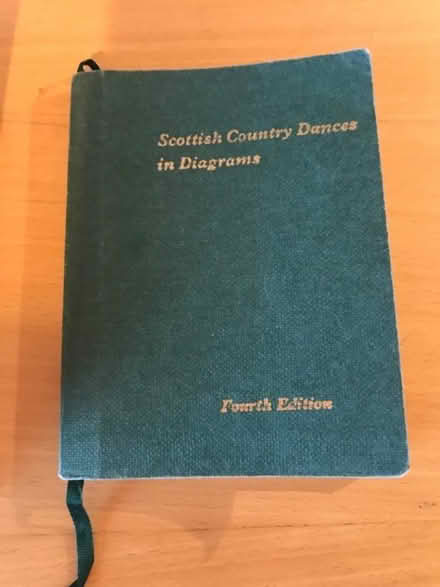 Scottish Country Dances
in Diagrams
Fourth Edition